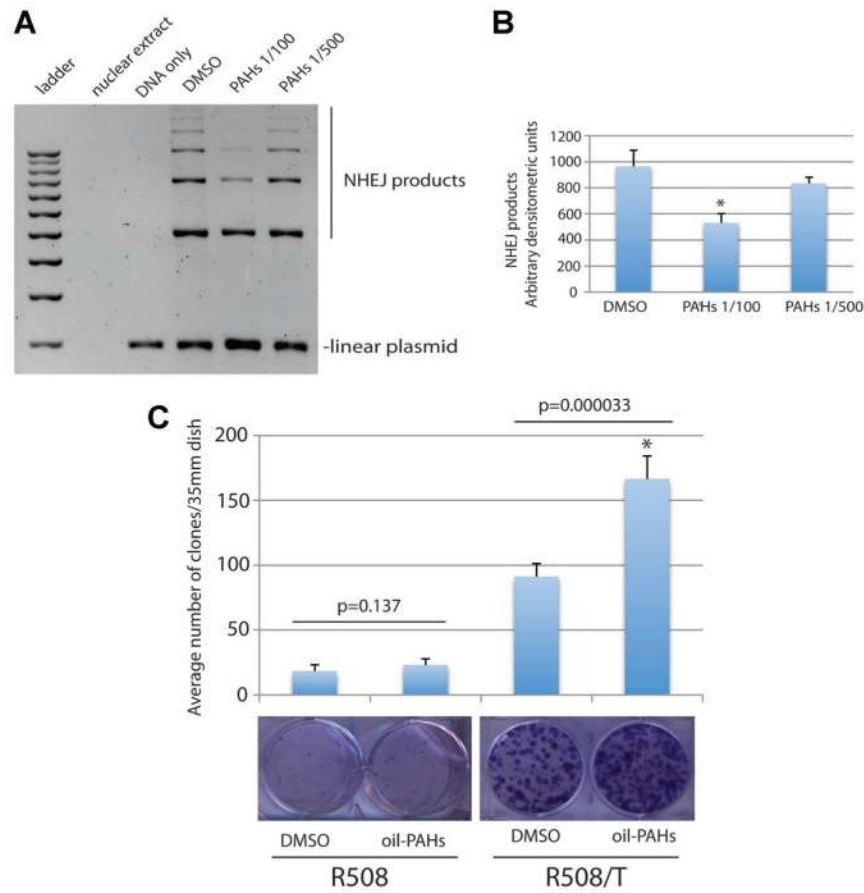 A
ladder
nuclear extract
DNA only
DMSO
PAHs 1/100
PAHs 1/500
NHEJ products
-linear plasmid
B
NHEJ products
Arbitrary densitometric units
1200
1000
800
600
400
200
0
*
DMSO
PAHs 1/100
PAHs 1/500
C
Average number of clones/35mm dish
200
150
100
50
0
p=0.137
p=0.000033
*
DMSO
oil-PAHs
DMSO
oil-PAHs
R508
R508/T